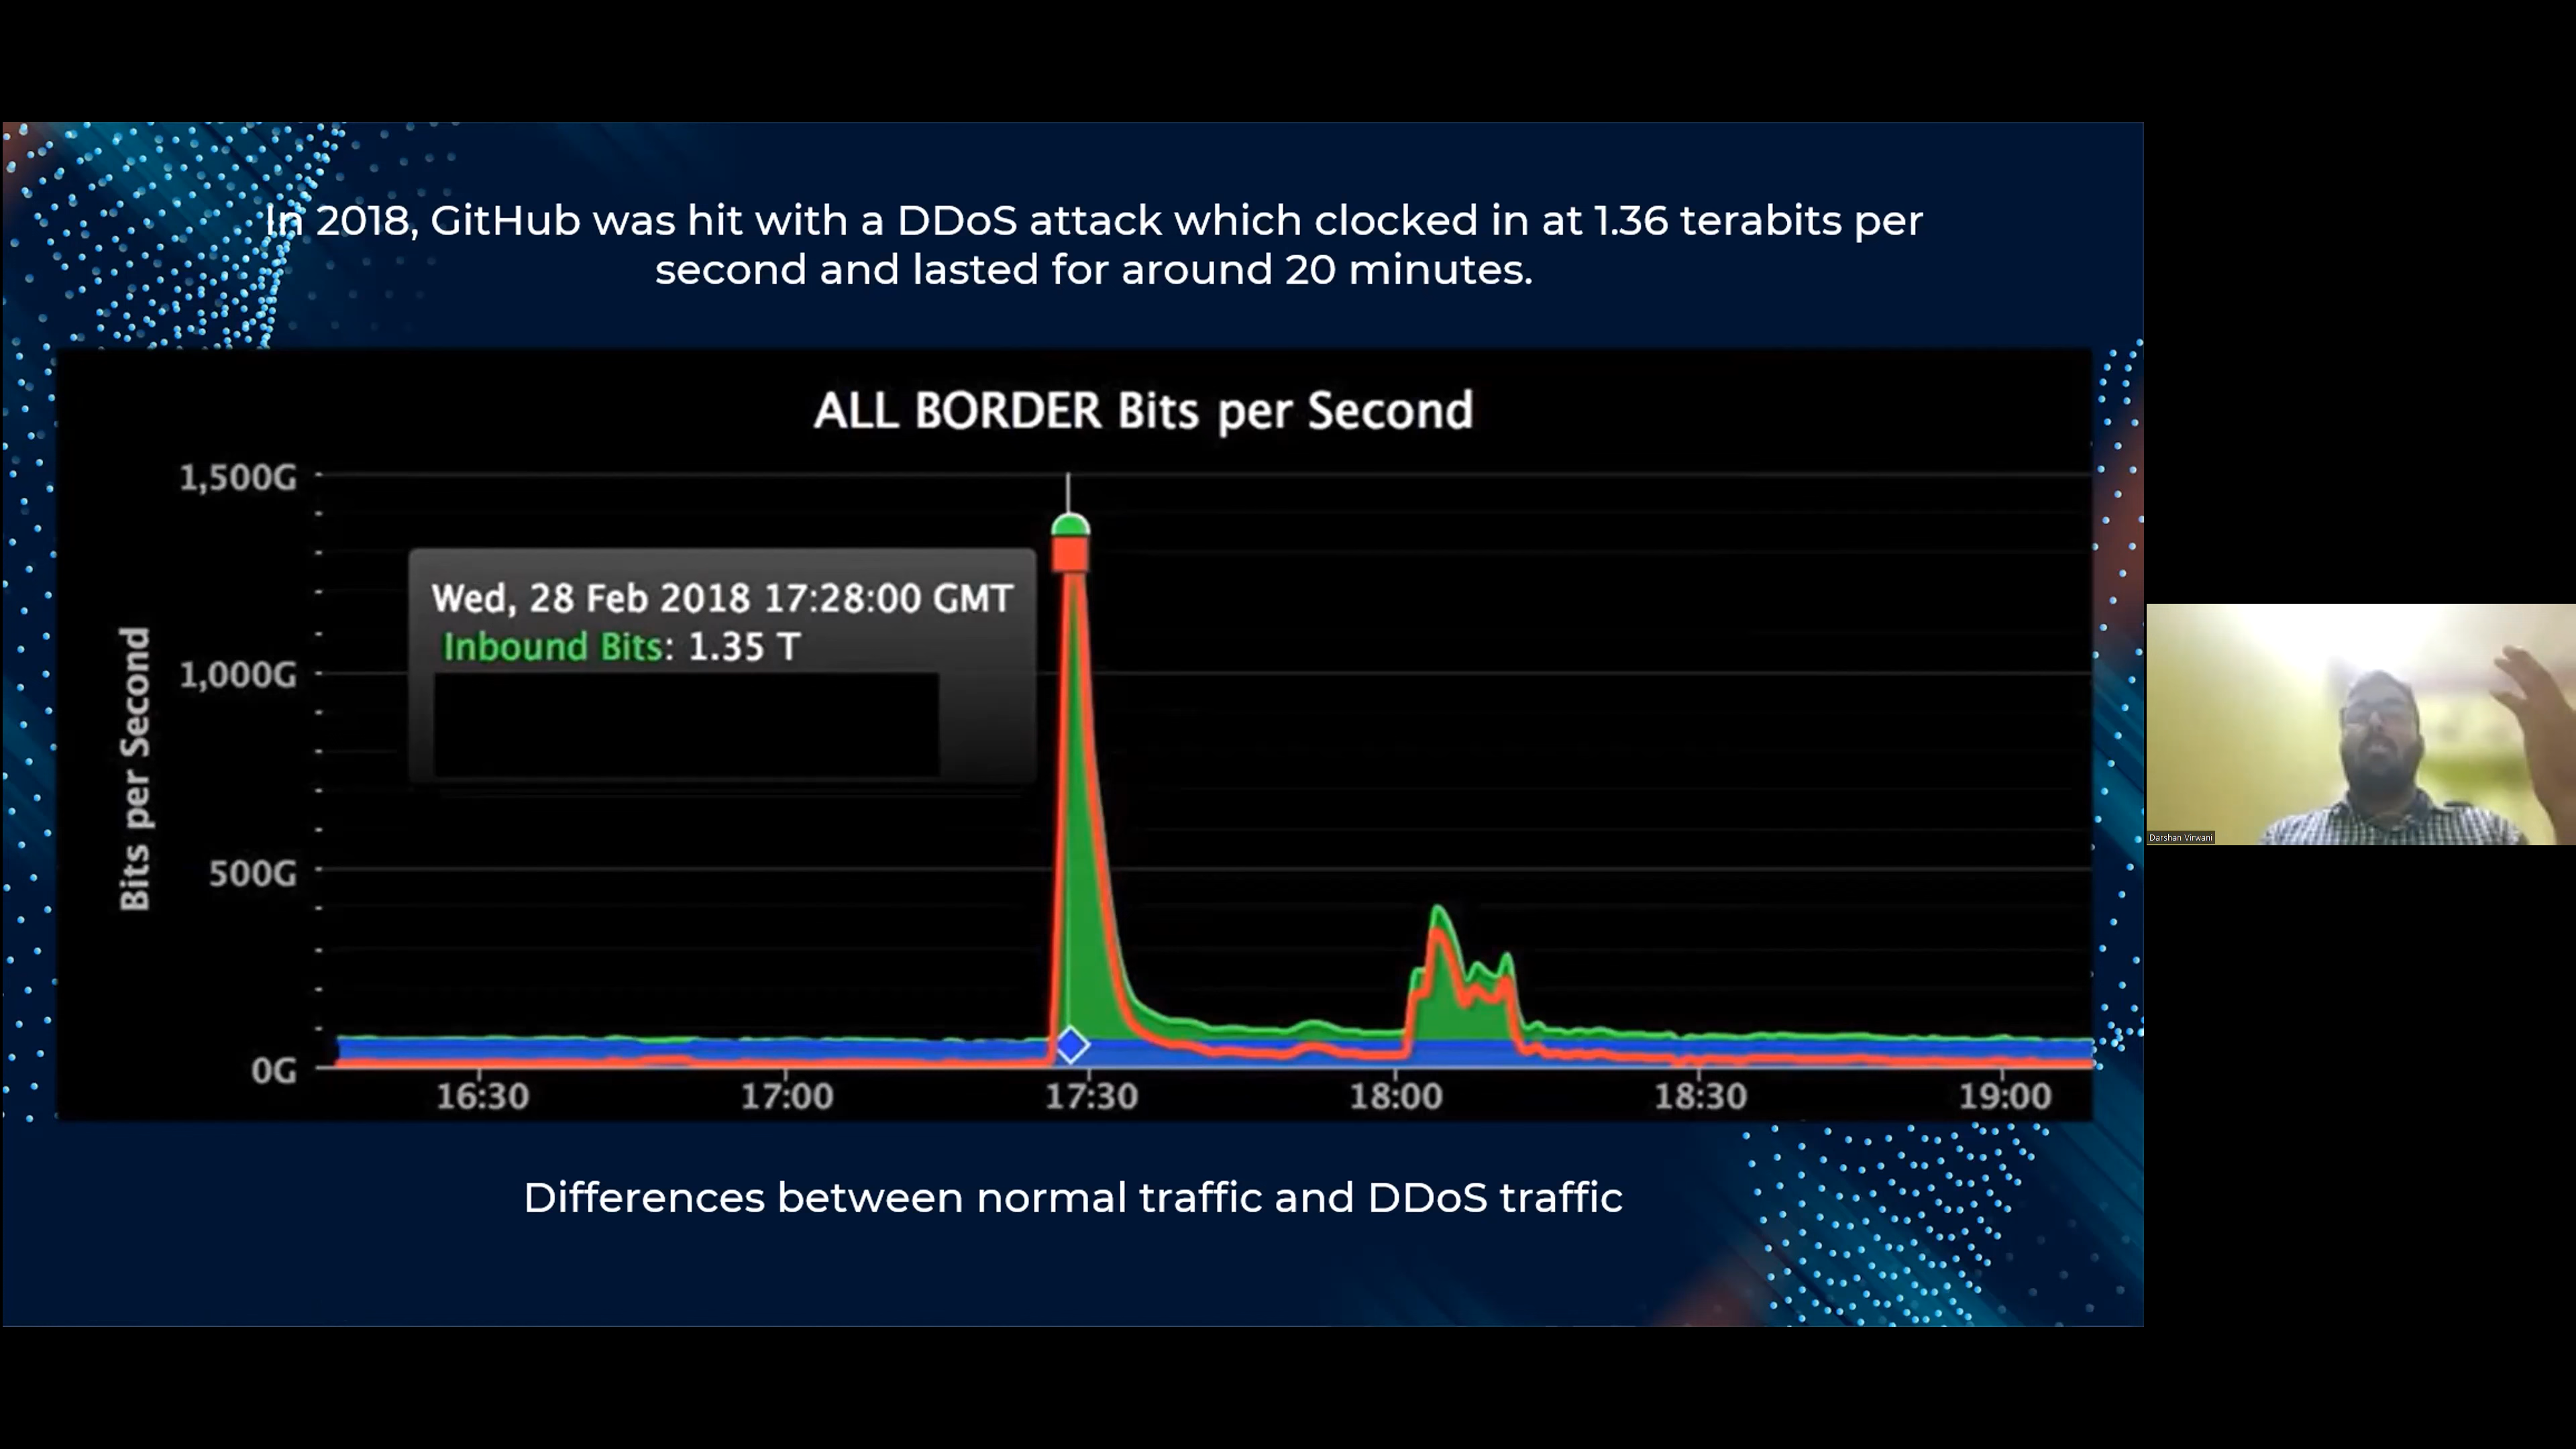 In 2018, GitHub was hit with a DDoS attack which clocked in at 1.36 terabits per
second and lasted for around 20 minutes.
ALL BORDER Bits per Second
Bits per Second
1,500G
1,000G
500G
0G
Wed, 28 Feb 2018 17:28:00 GMT
Inbound Bits: 1.35 T
16:30 17:00 17:30 18:00 18:30 19:00
Differences between normal traffic and DDoS traffic
Darshan Virwani